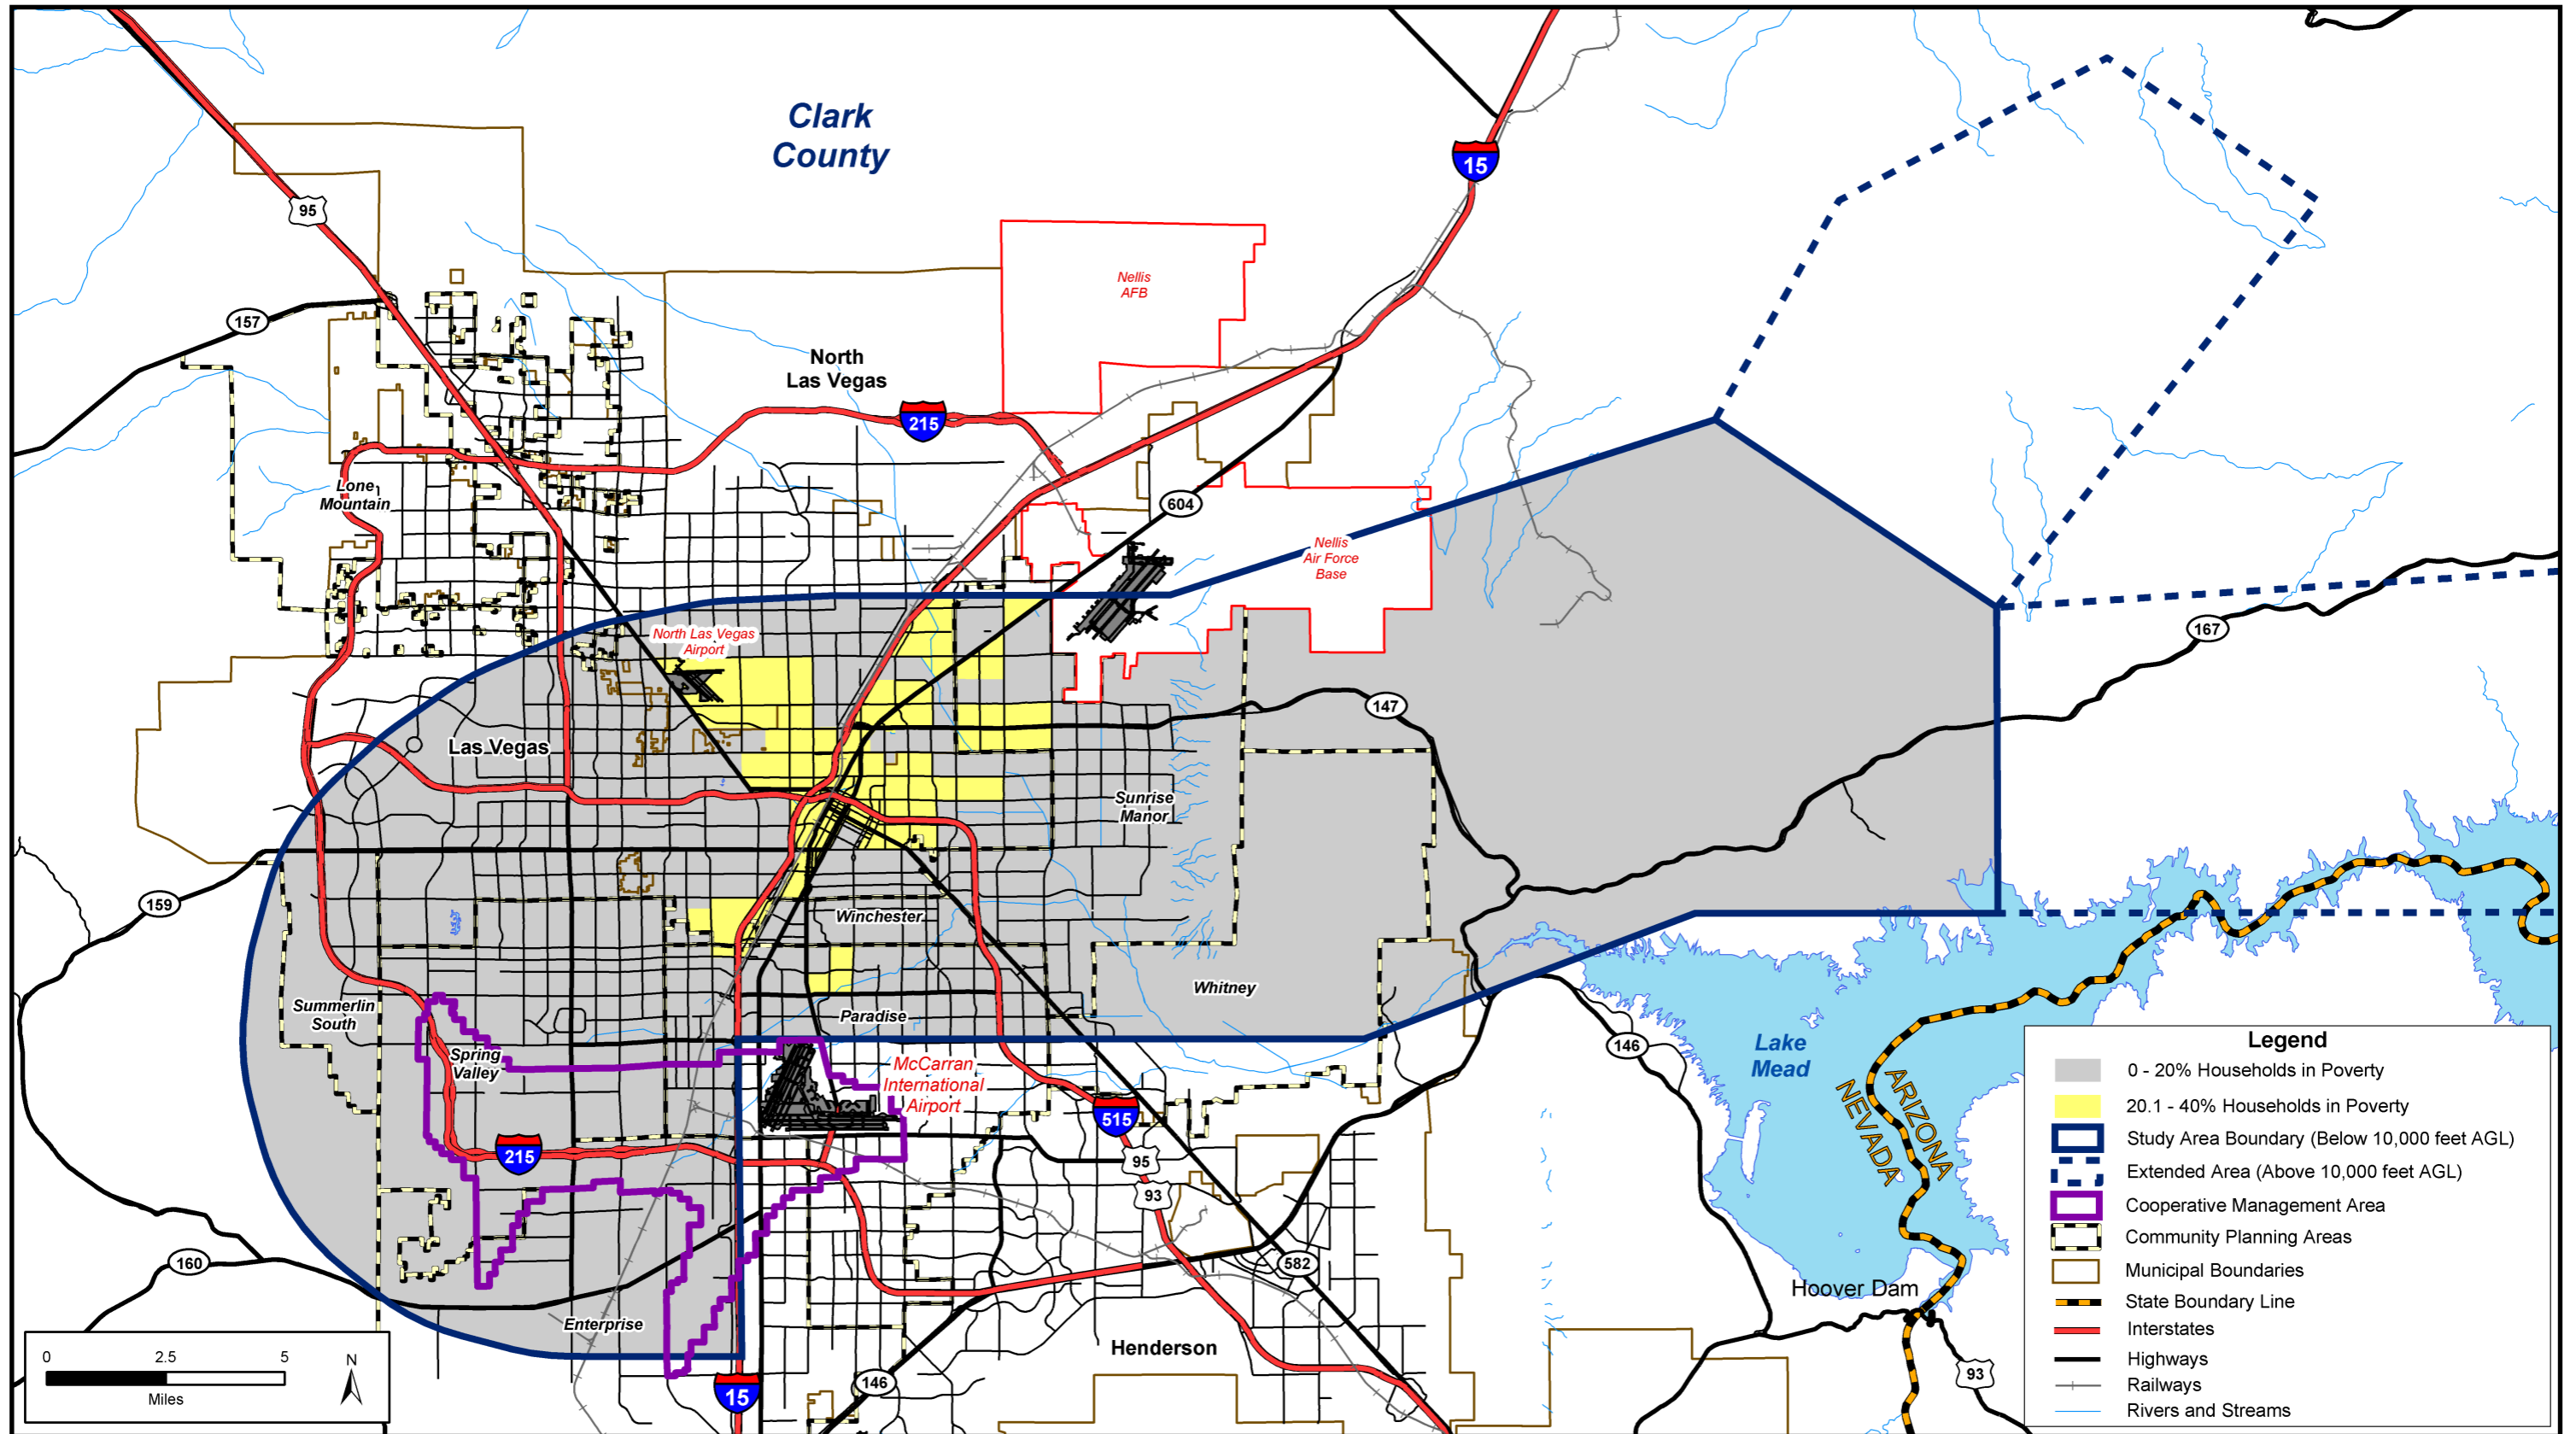 Clark
County
15
95
Nellis
AFB
157
North
Las Vegas
215
Lone
Mountain
604
Nellis
Air Force
Base
North Las Vegas
Airport
167
147
Las Vegas
Sunrise
Manor
159
Winchester
Whitney
Summerlin
South
Paradise
Spring
Valley
McCarran
International
Airport
146
Lake
Mead
ARIZONA
NEVADA
515
215
95
93
160
582
Hoover Dam
Enterprise
Henderson
146
15
93
0 2.5 5
Miles
N
Legend
0 - 20% Households in Poverty
20.1 - 40% Households in Poverty
Study Area Boundary (Below 10,000 feet AGL)
Extended Area (Above 10,000 feet AGL)
Cooperative Management Area
Community Planning Areas
Municipal Boundaries
State Boundary Line
Interstates
Highways
Railways
Rivers and Streams